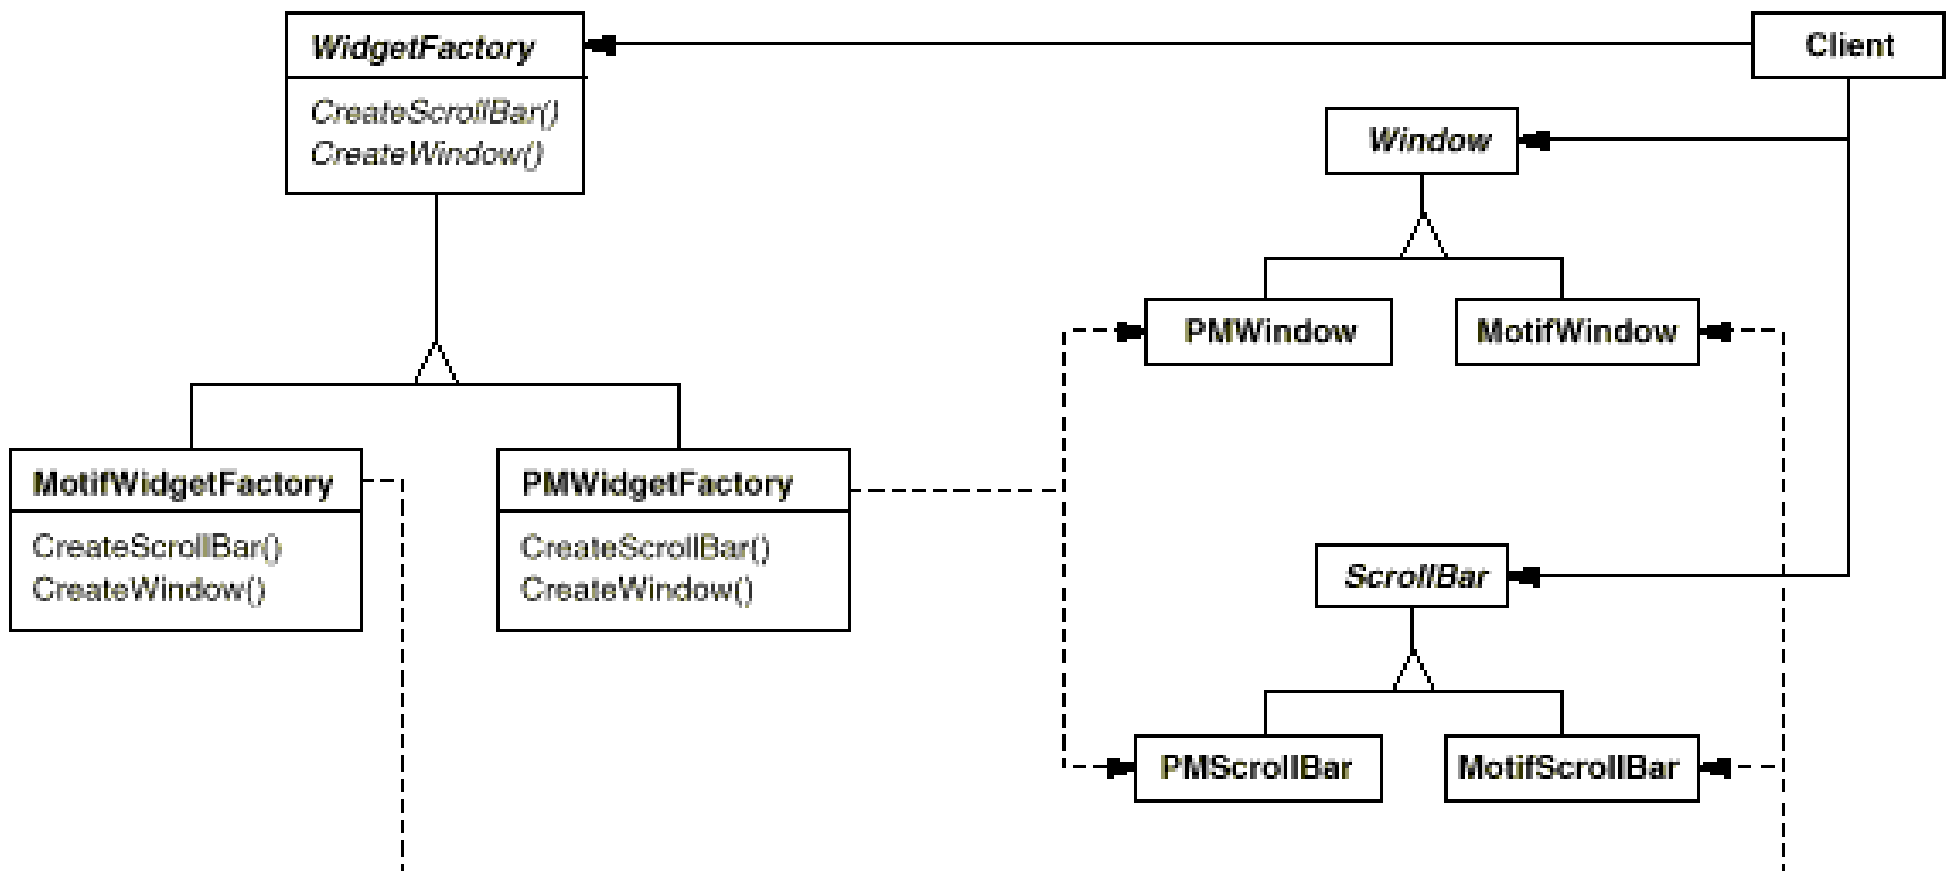 WidgetFactory
CreateScrollBar()
CreateWindow()
Client
Window
PMWindow
MotifWindow
MotifWidgetFactory
CreateScrollBar()
CreateWindow()
PMWidgetFactory
CreateScrollBar()
CreateWindow()
ScrollBar
PMScrollBar
MotifScrollBar